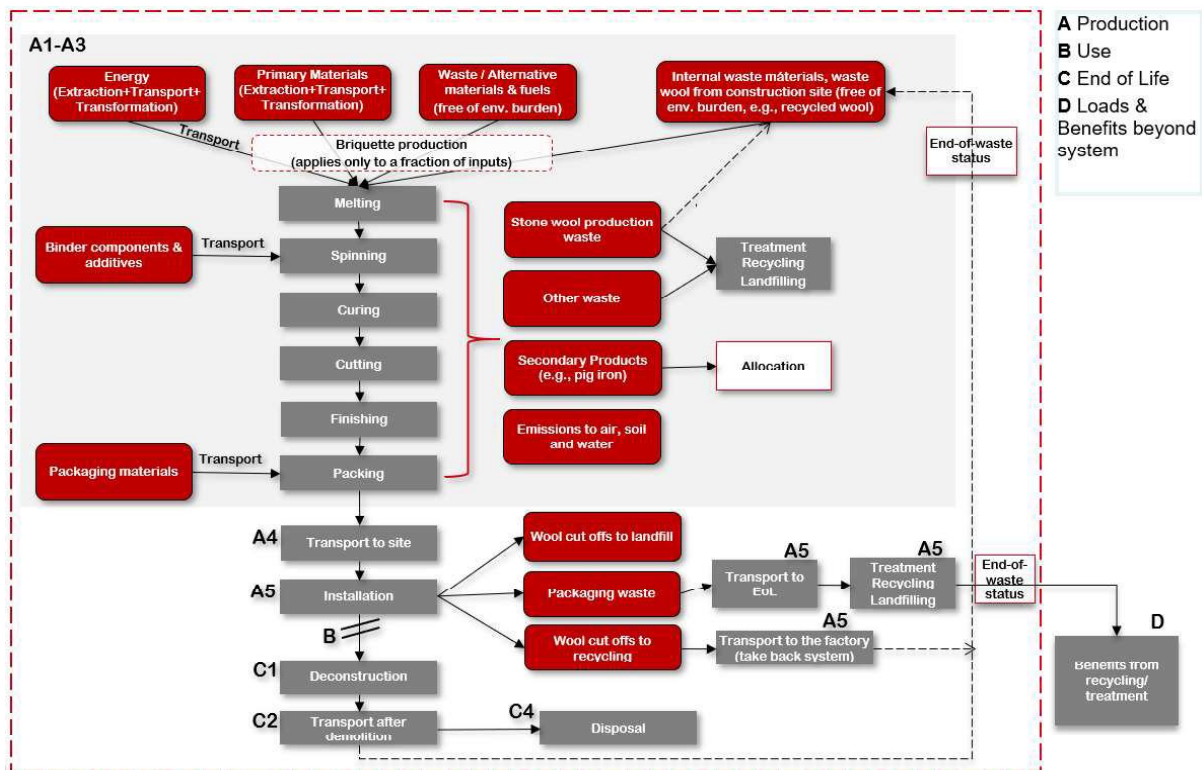 A1-A3
Energy
(Extraction+Transport+
Transformation)
Primary Materials
(Extraction+Transport+
Transformation)
Waste / Alternative
materials & fuels
(free of env. burden)
Internal waste máterials, waste
wool from construction site (free of
env. burden, e.g., recycled wool)
Transport
Briquette production
(applies only to a fraction of inputs)
End-of-waste
status
Melting
Binder components &
additives
Transport
Spinning
Stone wool production
waste
Treatment
Recycling
Landfilling
Curing
Other waste
Cutting
Secondary Products
(e.g., pig iron)
Allocation
Finishing
Emissions to air, soil
and water
Packaging materials
Transport
Packing
A4
Transport to site
Wool cut offs to landfill
A5
Installation
Packaging waste
A5
Transport to
EoL
A5
Treatment
Recycling
Landfilling
End-of-
waste
status
B
Wool cut offs to
recycling
A5
Transport to the factory
(take back system)
D
Benefits from
recycling/
treatment
C1
Deconstruction
C2
Transport after
demolition
C4
Disposal
A Production
B Use
C End of Life
D Loads &
Benefits beyond
system